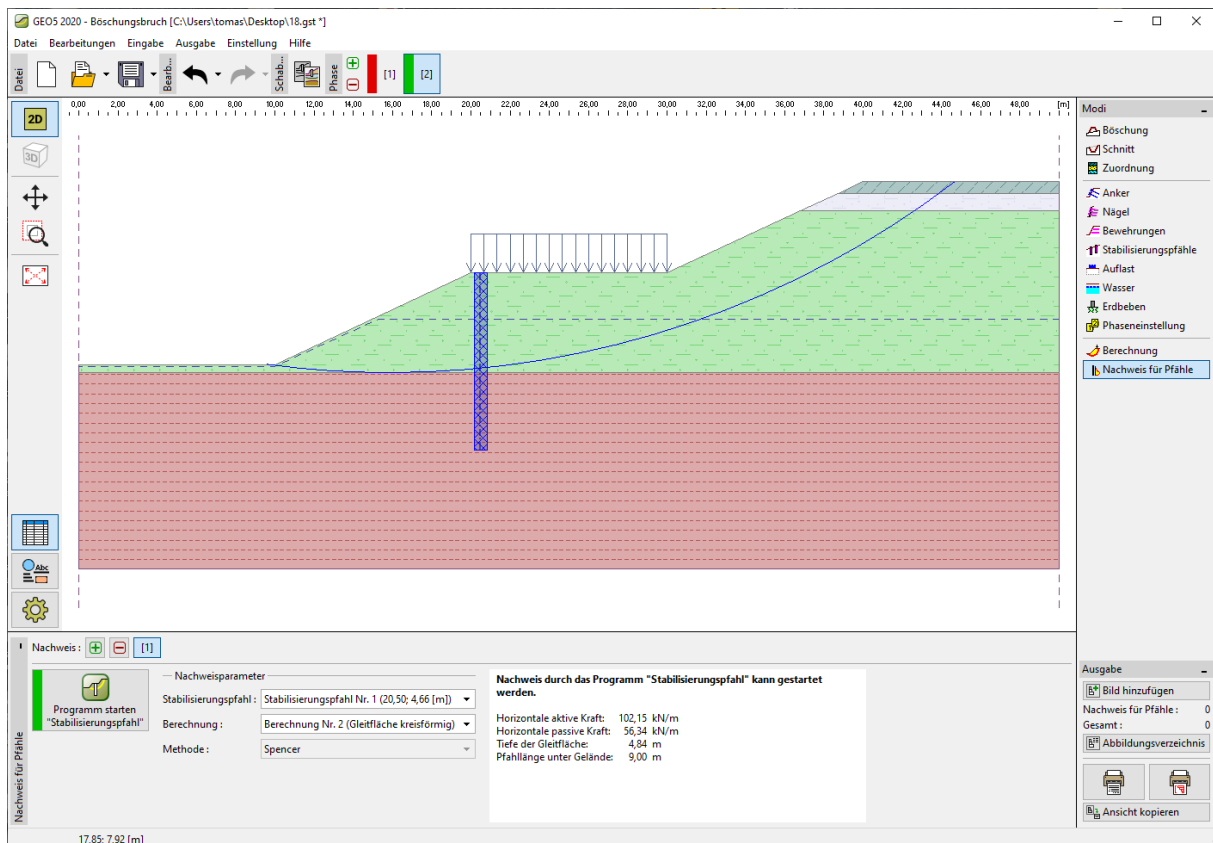 GEO5 2020 - Böschungsbruch [C:\Users\tomas\Desktop\18.gst *]
Datei Bearbeitungen Eingabe Ausgabe Einstellung Hilfe
Datei
Bearb...
Schab...
Phase
[1]
[2]
2D
3D
0,00 2,00 4,00 6,00 8,00 10,00 12,00 14,00 16,00 18,00 20,00 22,00 24,00 26,00 28,00 30,00 32,00 34,00 36,00 38,00 40,00 42,00 44,00 46,00 48,00 [m]
Modi
Böschung
Schnitt
Zuordnung
Anker
Nägel
Bewehrungen
Stabilisierungspfähle
Auflast
Wasser
Erdbeben
Phaseneinstellung
Berechnung
Nachweis für Pfähle
Abc
Nachweis für Pfähle
Nachweis : [1]
Programm starten
"Stabilisierungspfahl"
Nachweisparameter
Stabilisierungspfahl : Stabilisierungspfahl Nr. 1 (20,50; 4,66 [m])
Berechnung : Berechnung Nr. 2 (Gleitfläche kreisförmig)
Methode : Spencer
Nachweis durch das Programm "Stabilisierungspfahl" kann gestartet
werden.
Horizontale aktive Kraft: 102,15 kN/m
Horizontale passive Kraft: 56,34 kN/m
Tiefe der Gleitfläche: 4,84 m
Pfahllänge unter Gelände: 9,00 m
Ausgabe
Bild hinzufügen
Nachweis für Pfähle : 0
Gesamt : 0
Abbildungsverzeichnis
Ansicht kopieren
17,85; 7,92 [m]